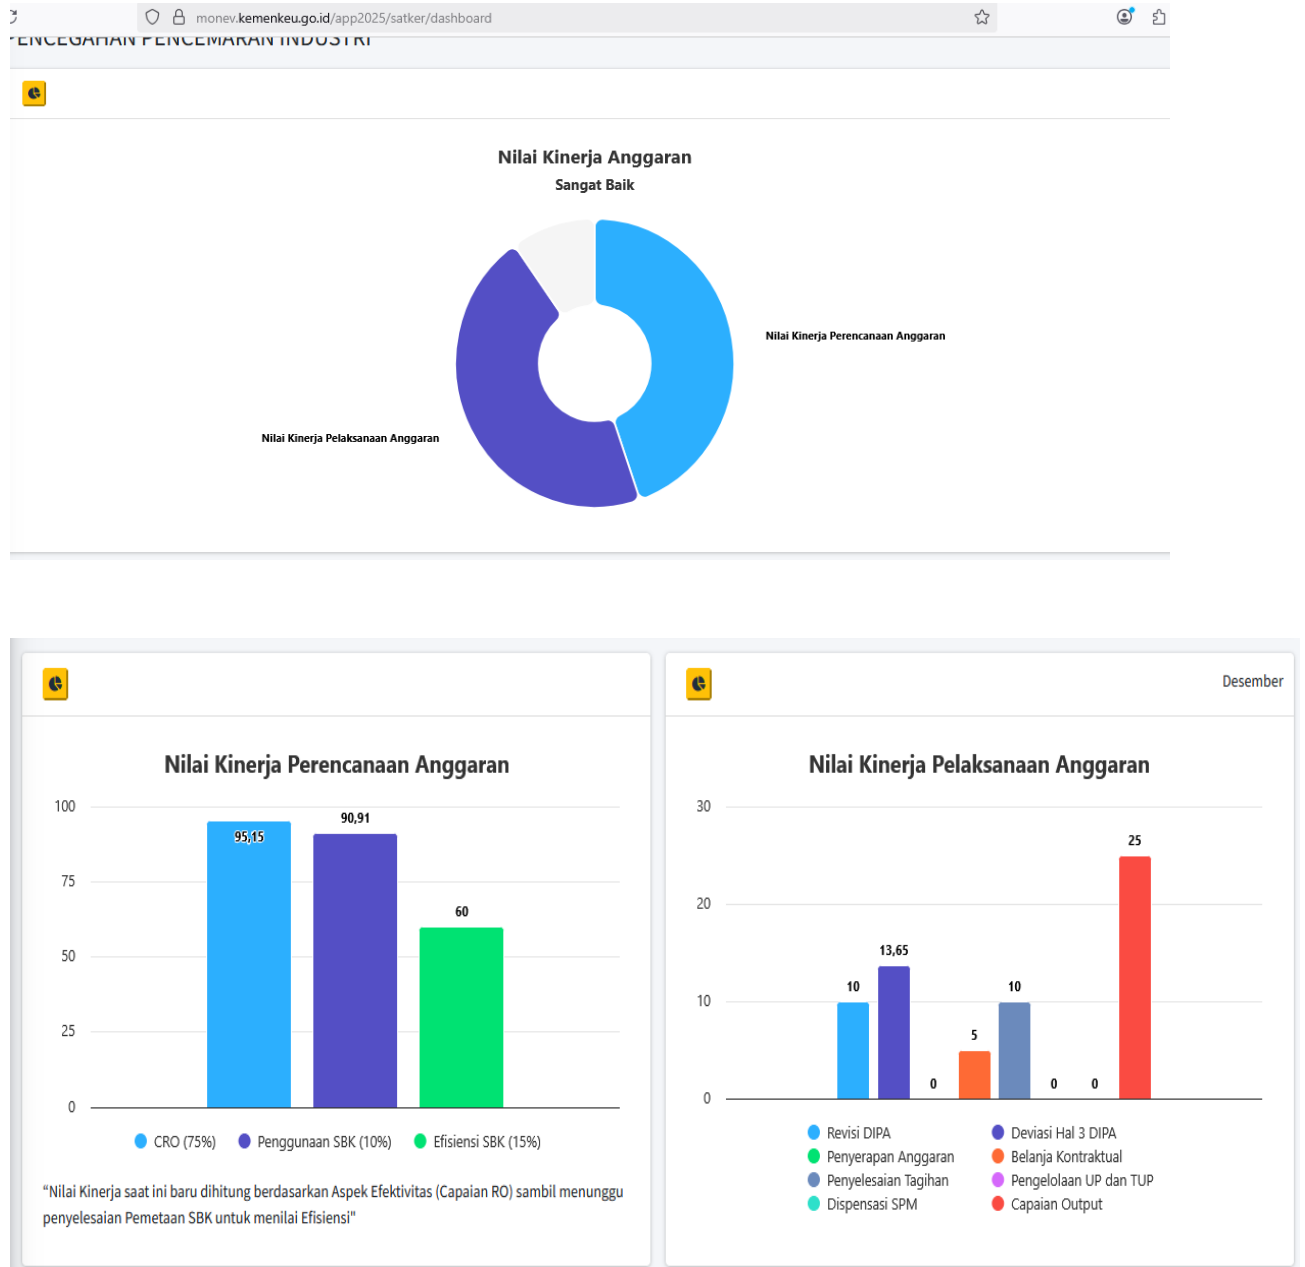 monev.kemenkeu.go.id/app2025/satker/dashboard
PENCEGAHAN PENCEMARAN INDUSTRI
Nilai Kinerja Anggaran
Sangat Baik
Nilai Kinerja Perencanaan Anggaran
Nilai Kinerja Pelaksanaan Anggaran
Nilai Kinerja Perencanaan Anggaran
100
75
50
25
0
95,15
90,91
60
CRO (75%) Penggunaan SBK (10%) Efisiensi SBK (15%)
“Nilai Kinerja saat ini baru dihitung berdasarkan Aspek Efektivitas (Capaian RO) sambil menunggu
penyelesaian Pemetaan SBK untuk menilai Efisiensi"
Desember
Nilai Kinerja Pelaksanaan Anggaran
30
20
10
0
10
13,65
0
5
10
0
0
25
Revisi DIPA Deviasi Hal 3 DIPA
Penyerapan Anggaran Belanja Kontraktual
Penyelesaian Tagihan Pengelolaan UP dan TUP
Dispensasi SPM Capaian Output